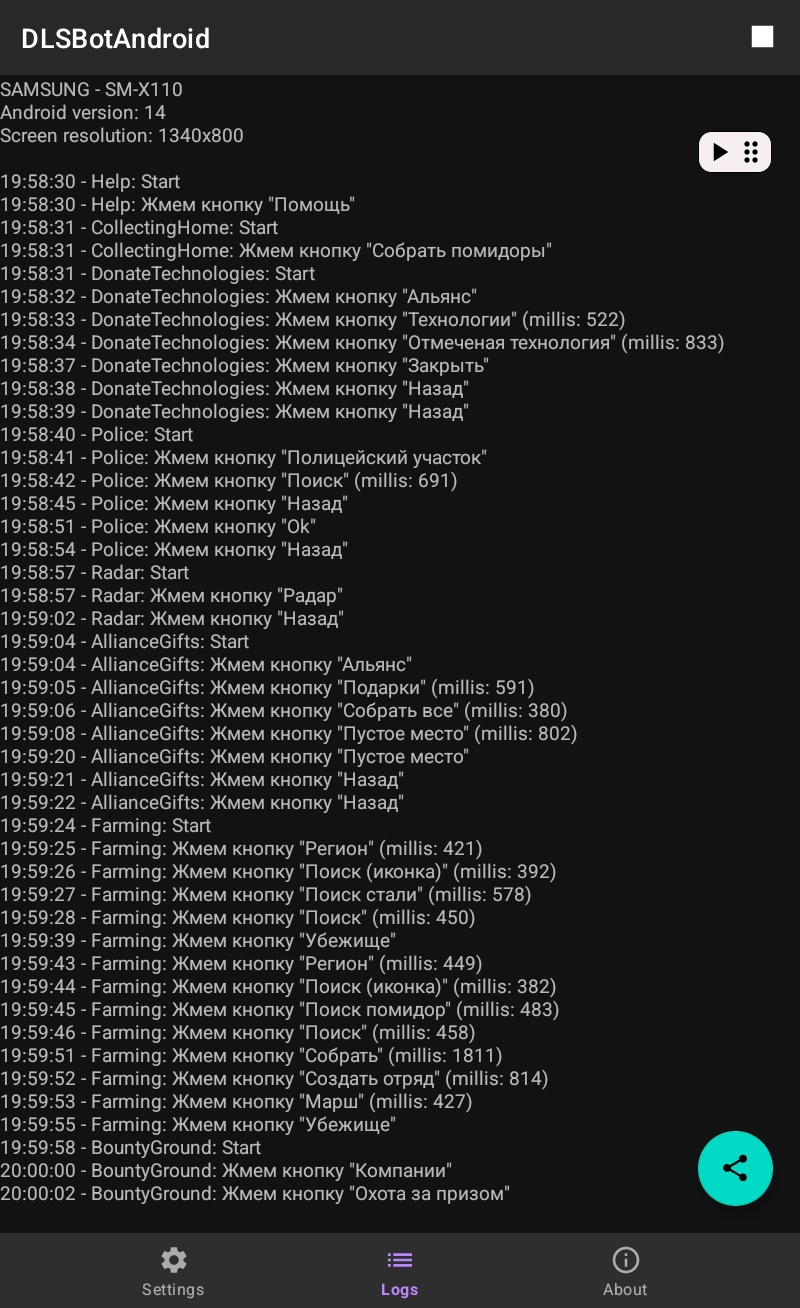 DLSBotAndroid
SAMSUNG - SM-X110
Android version: 14
Screen resolution: 1340x800
19:58:30 - Help: Start
19:58:30 - Help: Жмем кнопку "Помощь"
19:58:31 - CollectingHome: Start
19:58:31 - CollectingHome: Жмем кнопку "Собрать помидоры"
19:58:31 - DonateTechnologies: Start
19:58:32 - DonateTechnologies: Жмем кнопку "Альянс"
19:58:33 - DonateTechnologies: Жмем кнопку "Технологии" (millis: 522)
19:58:34 - DonateTechnologies: Жмем кнопку "Отмеченая технология" (millis: 833)
19:58:37 - DonateTechnologies: Жмем кнопку "Закрыть"
19:58:38 - DonateTechnologies: Жмем кнопку "Назад"
19:58:39 - DonateTechnologies: Жмем кнопку "Назад"
19:58:40 - Police: Start
19:58:41 - Police: Жмем кнопку "Полицейский участок"
19:58:42 - Police: Жмем кнопку "Поиск" (millis: 691)
19:58:45 - Police: Жмем кнопку "Назад"
19:58:51 - Police: Жмем кнопку "Ok"
19:58:54 - Police: Жмем кнопку "Назад"
19:58:57 - Radar: Start
19:58:57 - Radar: Жмем кнопку "Радар"
19:59:02 - Radar: Жмем кнопку "Назад"
19:59:04 - AllianceGifts: Start
19:59:04 - AllianceGifts: Жмем кнопку "Альянс"
19:59:05 - AllianceGifts: Жмем кнопку "Подарки" (millis: 591)
19:59:06 - AllianceGifts: Жмем кнопку "Собрать все" (millis: 380)
19:59:08 - AllianceGifts: Жмем кнопку "Пустое место" (millis: 802)
19:59:20 - AllianceGifts: Жмем кнопку "Пустое место"
19:59:21 - AllianceGifts: Жмем кнопку "Назад"
19:59:22 - AllianceGifts: Жмем кнопку "Назад"
19:59:24 - Farming: Start
19:59:25 - Farming: Жмем кнопку "Регион" (millis: 421)
19:59:26 - Farming: Жмем кнопку "Поиск (иконка)" (millis: 392)
19:59:27 - Farming: Жмем кнопку "Поиск стали" (millis: 578)
19:59:28 - Farming: Жмем кнопку "Поиск" (millis: 450)
19:59:39 - Farming: Жмем кнопку "Убежище"
19:59:43 - Farming: Жмем кнопку "Регион" (millis: 449)
19:59:44 - Farming: Жмем кнопку "Поиск (иконка)" (millis: 382)
19:59:45 - Farming: Жмем кнопку "Поиск помидор" (millis: 483)
19:59:46 - Farming: Жмем кнопку "Поиск" (millis: 458)
19:59:51 - Farming: Жмем кнопку "Собрать" (millis: 1811)
19:59:52 - Farming: Жмем кнопку "Создать отряд" (millis: 814)
19:59:53 - Farming: Жмем кнопку "Марш" (millis: 427)
19:59:55 - Farming: Жмем кнопку "Убежище"
19:59:58 - BountyGround: Start
20:00:00 - BountyGround: Жмем кнопку "Компании"
20:00:02 - BountyGround: Жмем кнопку "Охота за призом"
Settings
Logs
About